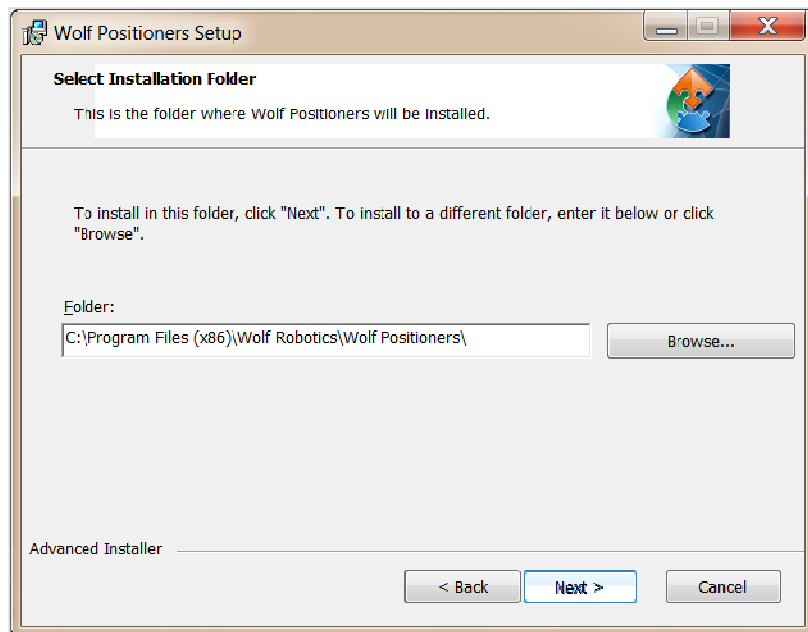 Wolf Positioners Setup
Select Installation Folder
This is the folder where Wolf Positioners will be installed.
To install in this folder, click "Next". To install to a different folder, enter it below or click
"Browse".
Folder:
C:\Program Files (x86)\Wolf Robotics\Wolf Positioners\
Browse...
Advanced Installer
< Back
Next >
Cancel